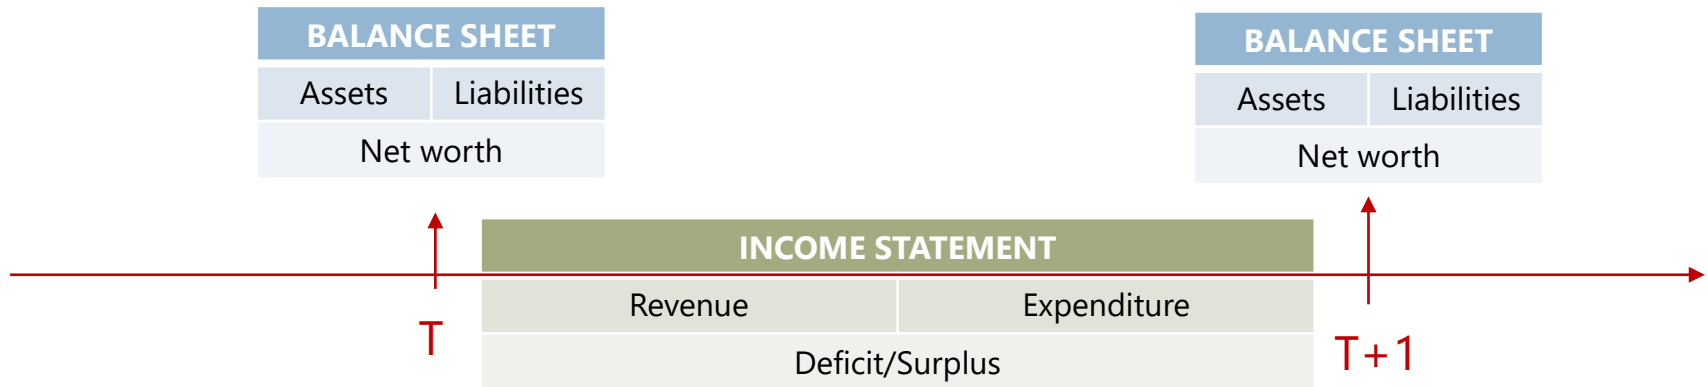 BALANCE SHEET
Assets Liabilities
Net worth
BALANCE SHEET
Assets Liabilities
Net worth
INCOME STATEMENT
Revenue Expenditure
Deficit/Surplus
T
T+1